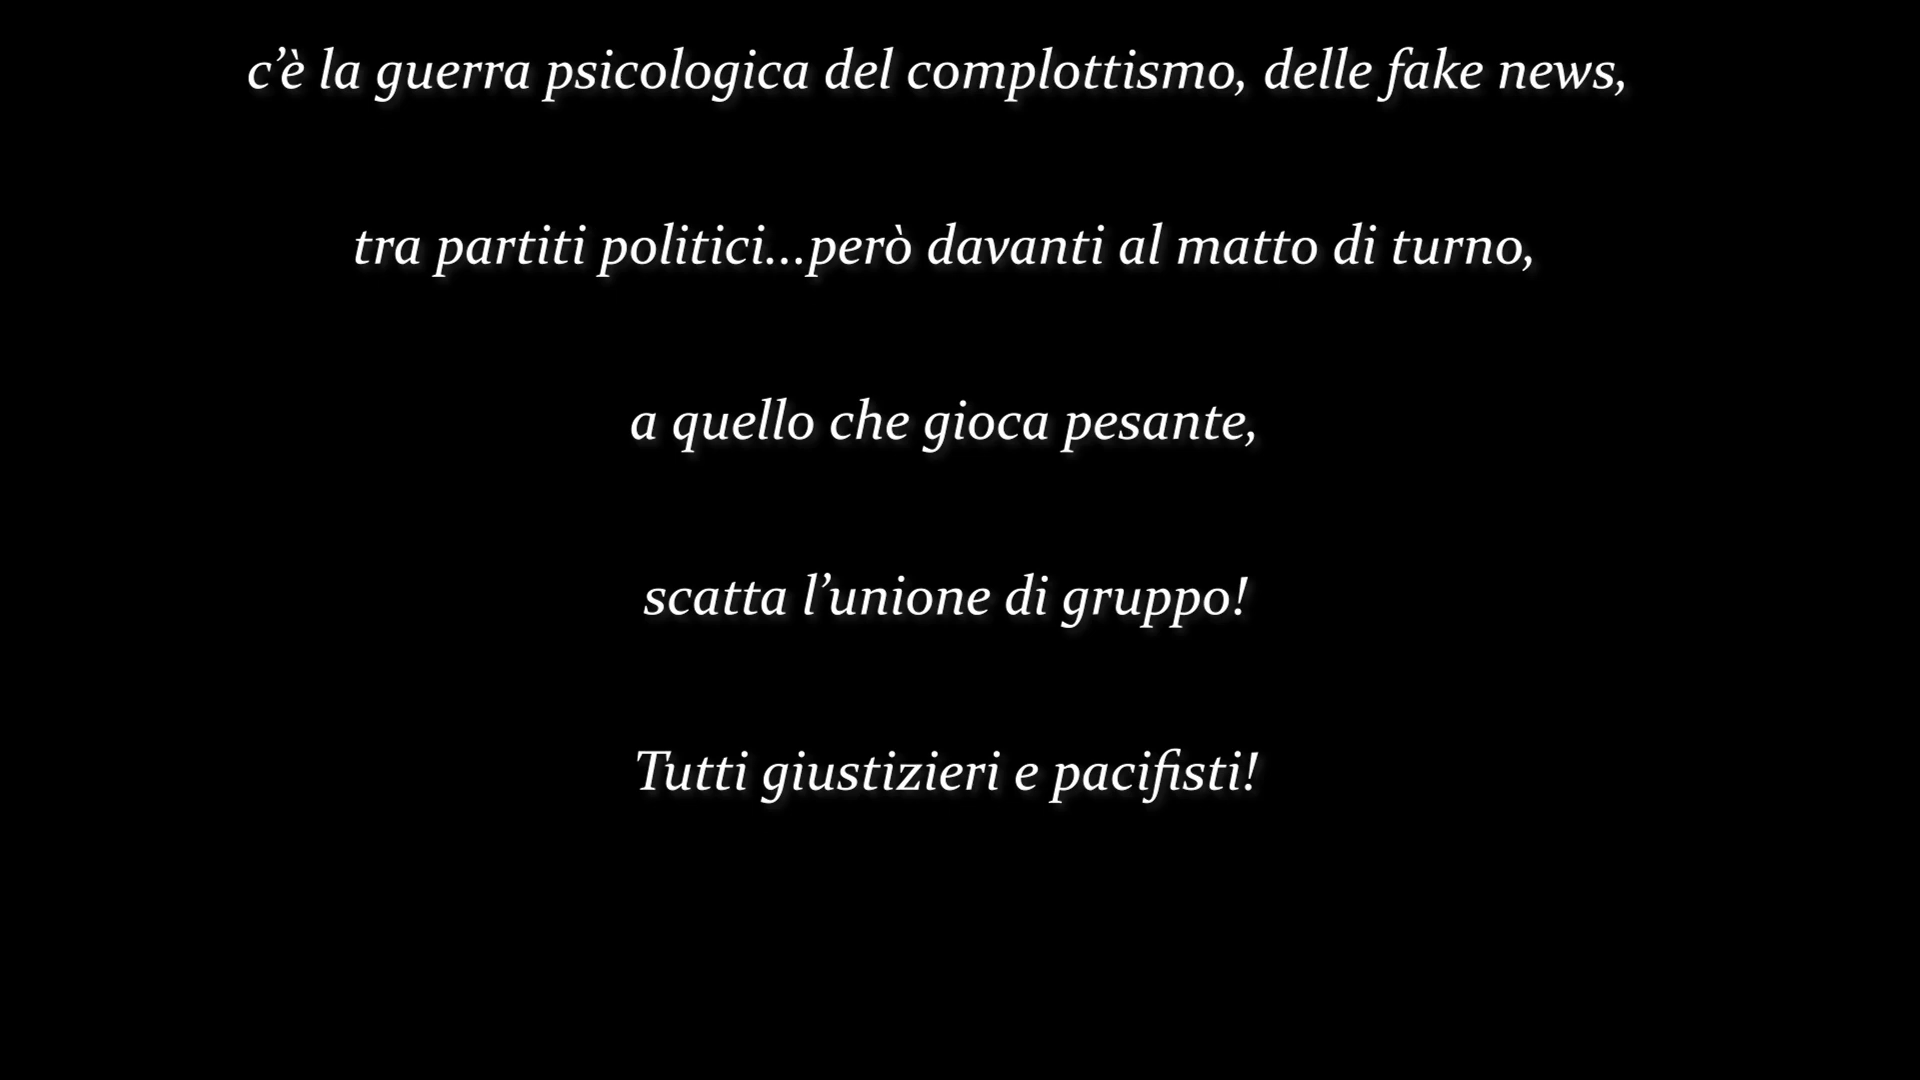 c’è la guerra psicologica del complottismo, delle fake news,
tra partiti politici...però davanti al matto di turno,
a quello che gioca pesante,
scatta l’unione di gruppo!
Tutti giustizieri e pacifisti!